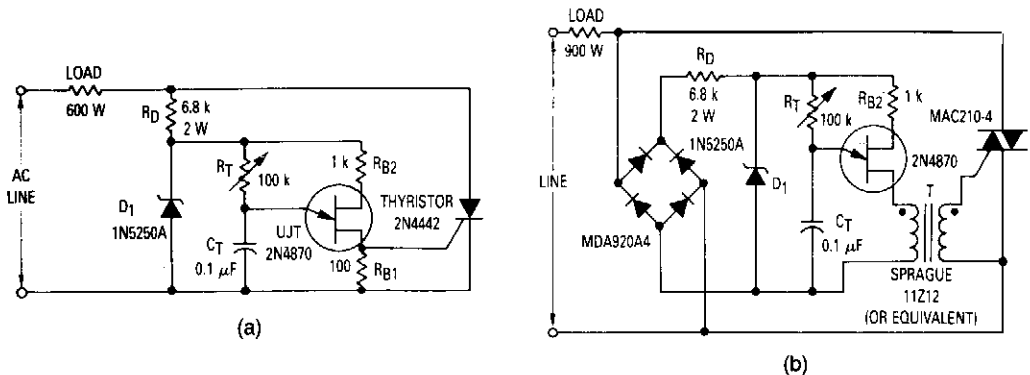 LOAD
600 W
R_D
6.8 k
2 W
AC
LINE
R_T
100 k
1 k
R_B2
D1
1N5250A
C_T
0.1 μF
UJT
2N4870
THYRISTOR
2N4442
100
R_B1
(a)
LOAD
900 W
R_D
6.8 k
2 W
1N5250A
R_T
100 k
R_B2
1 k
MAC210-4
2N4870
LINE
D1
MDA920A4
C_T
0.1 μF
T
SPRAGUE
11Z12
(OR EQUIVALENT)
(b)